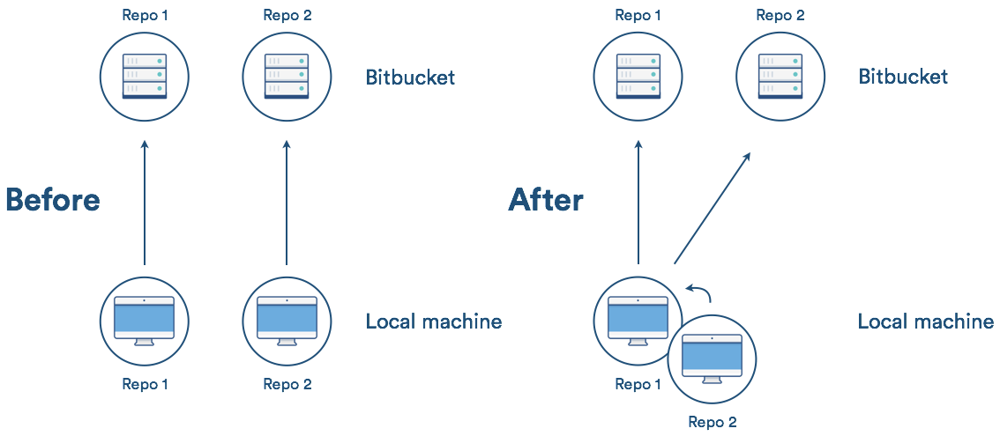 Repo 1
Repo 2
Bitbucket
Before
Local machine
Repo 1
Repo 2
Repo 1
Repo 2
Bitbucket
After
Local machine
Repo 1
Repo 2